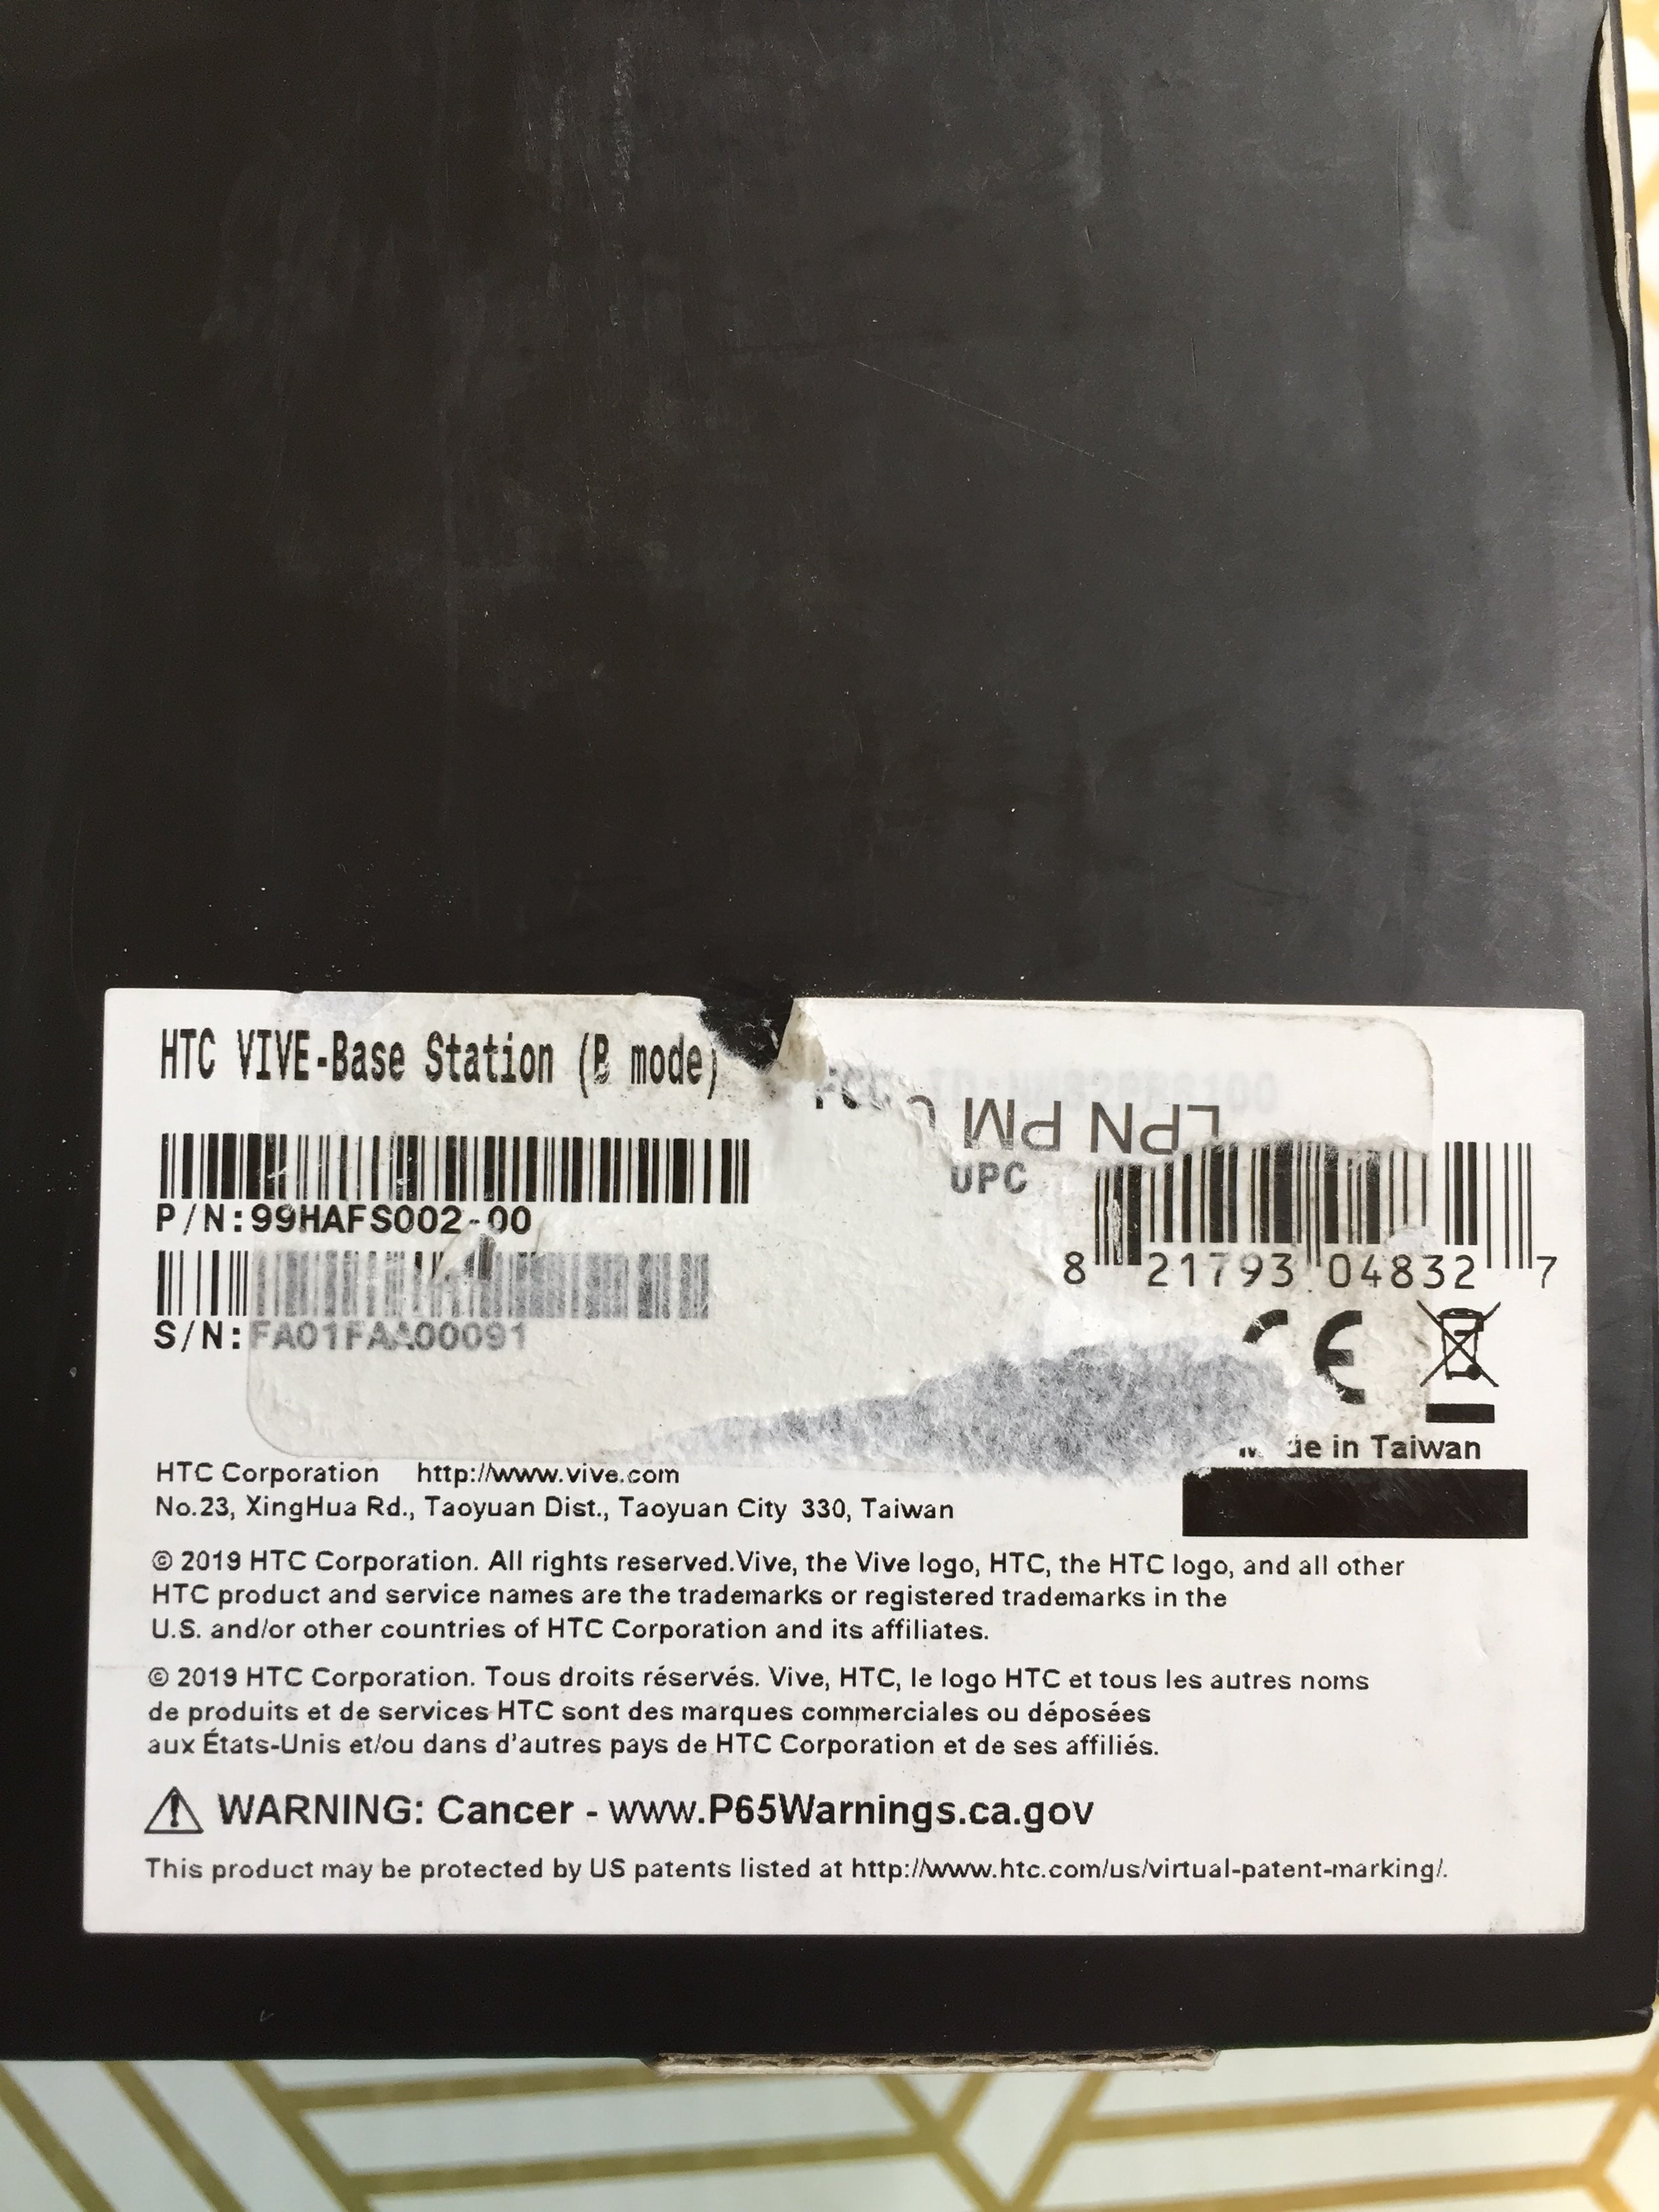 HTC VIVE-Base Station (B mode)
LPN PM
UPC
P/N:99HAFS002-00
8 21793 04832 7
S/N:FA01FAA00091
CE
Made in Taiwan
HTC Corporation http://www.vive.com
No.23, XingHua Rd., Taoyuan Dist., Taoyuan City 330, Taiwan
© 2019 HTC Corporation. All rights reserved.Vive, the Vive logo, HTC, the HTC logo, and all other
HTC product and service names are the trademarks or registered trademarks in the
U.S. and/or other countries of HTC Corporation and its affiliates.
© 2019 HTC Corporation. Tous droits réservés. Vive, HTC, le logo HTC et tous les autres noms
de produits et de services HTC sont des marques commerciales ou déposées
aux États-Unis et/ou dans d'autres pays de HTC Corporation et de ses affiliés.
WARNING: Cancer - www.P65Warnings.ca.gov
This product may be protected by US patents listed at http://www.htc.com/us/virtual-patent-marking/.